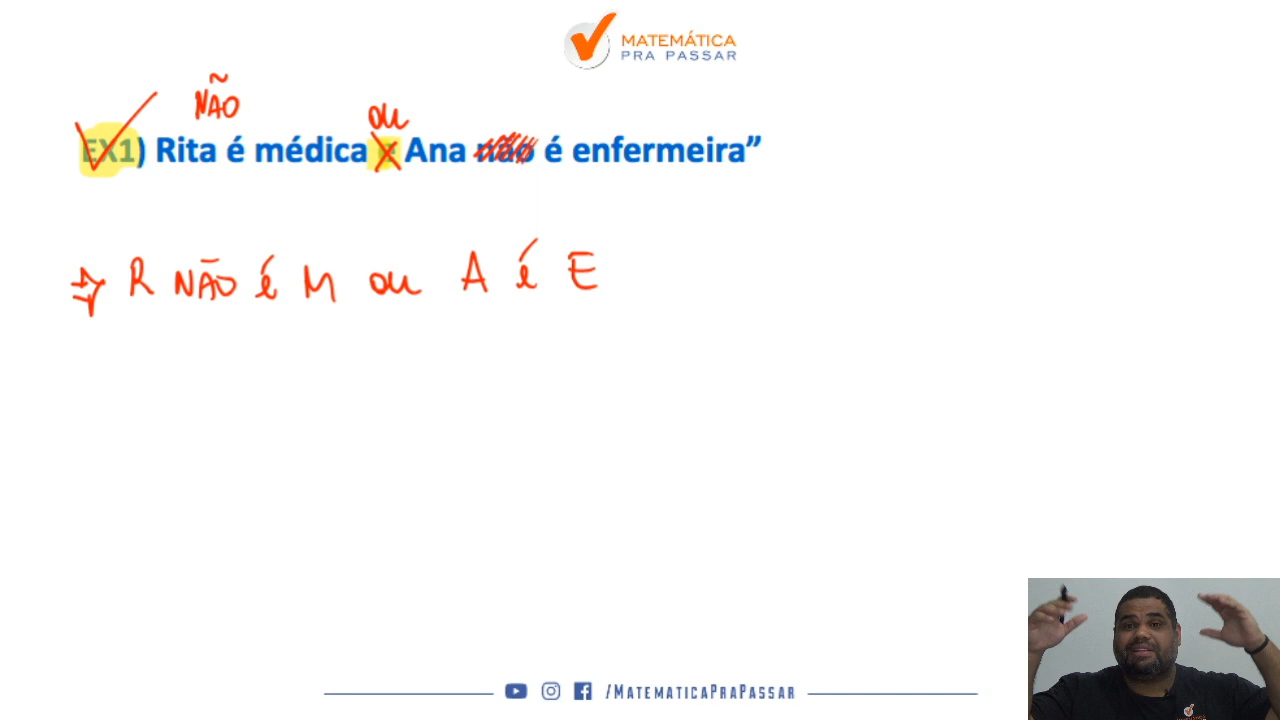 MATEMÁTICA
PRA PASSAR
NÃO
ou
EX1) Rita é médica e Ana não é enfermeira”
⇒ R NÃO é M ou A é E
/MATEMATICAPRAPASSAR